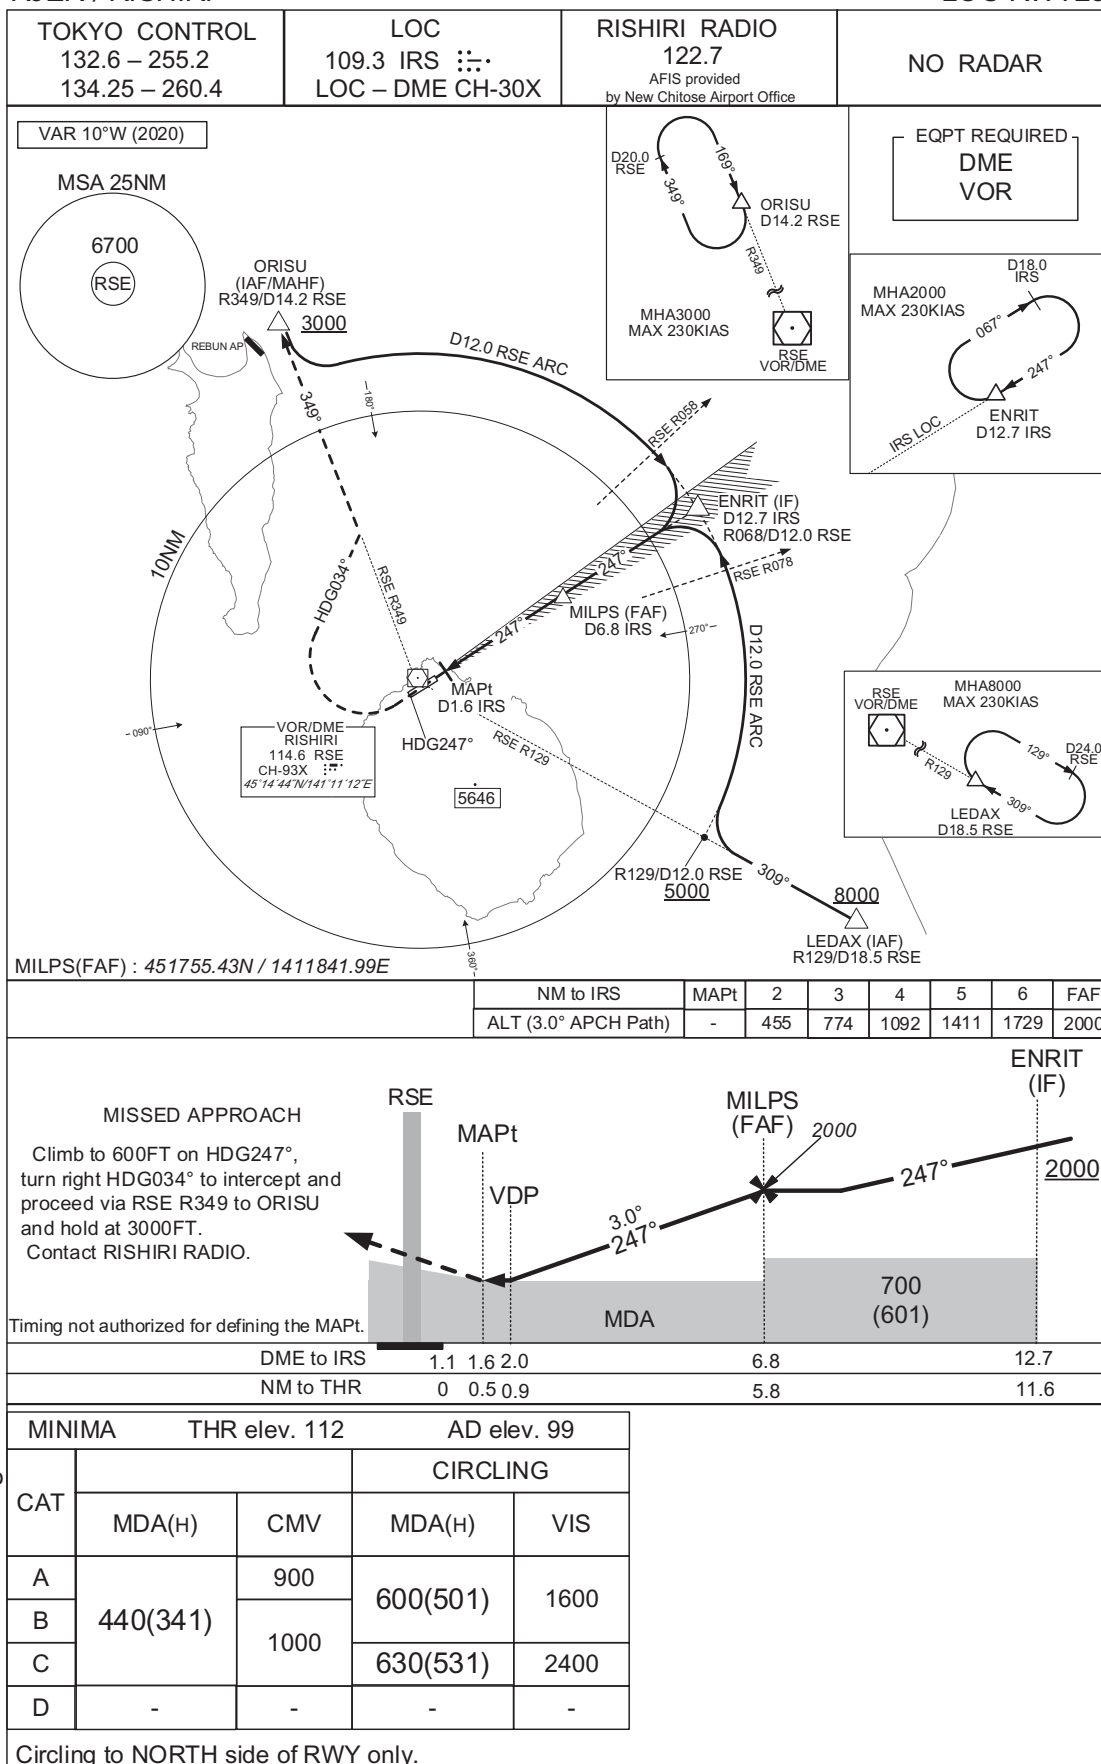 TOKYO CONTROL
132.6 – 255.2
134.25 – 260.4
LOC
109.3 IRS
LOC – DME CH-30X
RISHIRI RADIO
122.7
AFIS provided
by New Chitose Airport Office
NO RADAR
VAR 10°W (2020)
MSA 25NM
6700
RSE
ORISU
(IAF/MAHF)
R349/D14.2 RSE
3000
REBUN AP
D12.0 RSE ARC
349°
180°
10NM
HDG034°
RSE R349
RSE R058
ENRIT (IF)
D12.7 IRS
R068/D12.0 RSE
247°
RSE R078
MILPS (FAF)
D6.8 IRS
247°
270°
D12.0 RSE ARC
MAPt
D1.6 IRS
090°
HDG247°
RSE R129
VOR/DME
RISHIRI
114.6 RSE
CH-93X
45°14'44"N/141°11'12"E
5646
R129/D12.0 RSE
5000
309°
8000
LEDAX (IAF)
R129/D18.5 RSE
360°
MILPS(FAF) : 451755.43N / 1411841.99E
D20.0
RSE
169°
349°
ORISU
D14.2 RSE
R349
MHA3000
MAX 230KIAS
RSE
VOR/DME
EQPT REQUIRED
DME
VOR
D18.0
IRS
MHA2000
MAX 230KIAS
067°
247°
ENRIT
D12.7 IRS
IRS LOC
RSE
VOR/DME
MHA8000
MAX 230KIAS
129°
D24.0
RSE
R129
309°
LEDAX
D18.5 RSE
NM to IRS MAPt 2 3 4 5 6 FAF
ALT (3.0° APCH Path) - 455 774 1092 1411 1729 2000
MISSED APPROACH
Climb to 600FT on HDG247°,
turn right HDG034° to intercept and
proceed via RSE R349 to ORISU
and hold at 3000FT.
Contact RISHIRI RADIO.
Timing not authorized for defining the MAPt.
RSE
MAPt
VDP
MILPS
(FAF)
2000
ENRIT
(IF)
2000
247°
3.0°
247°
MDA
700
(601)
DME to IRS 1.1 1.6 2.0 6.8 12.7
NM to THR 0 0.5 0.9 5.8 11.6
MINIMA THR elev. 112 AD elev. 99
CAT CIRCLING
MDA(H) CMV MDA(H) VIS
A 440(341) 900 600(501) 1600
B 1000
C 630(531) 2400
D - - - -
Circling to NORTH side of RWY only.